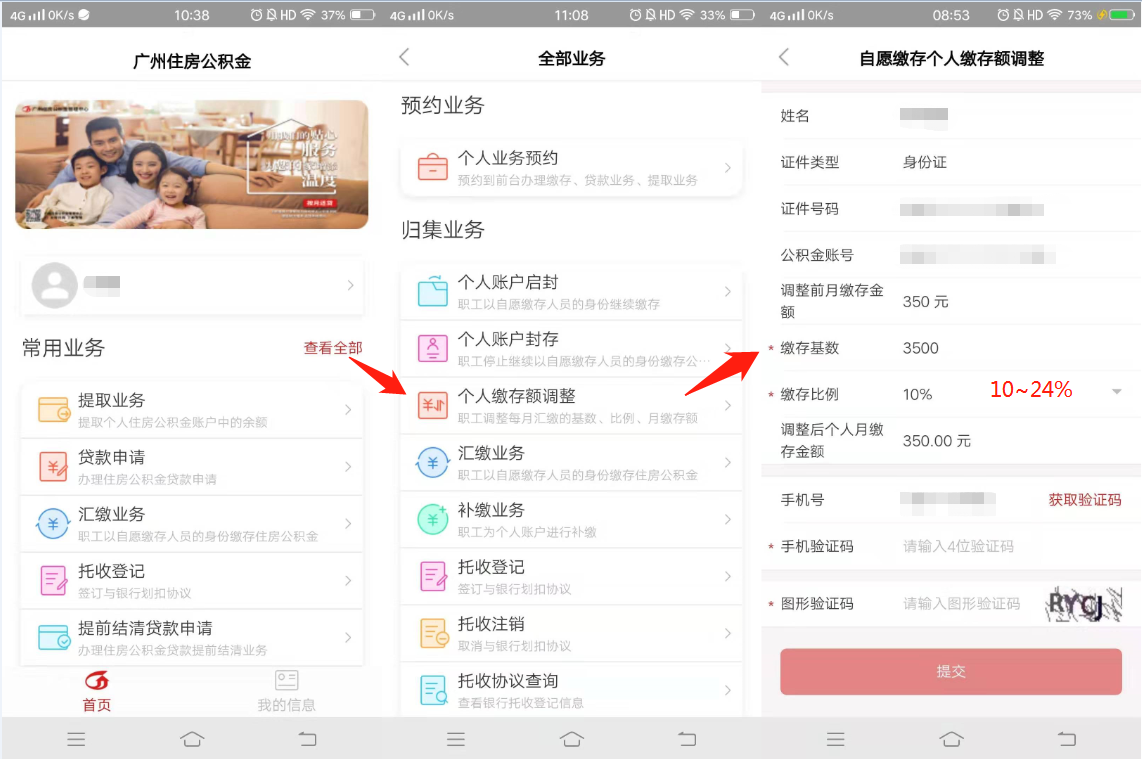 4G 0K/s 10:38 HD 37%
广州住房公积金
服务
温度
常用业务 查看全部
提取业务
提取个人住房公积金账户中的余额
贷款申请
办理住房公积金贷款申请
汇缴业务
职工以自愿缴存人员的身份缴存住房公积金
托收登记
签订与银行划扣协议
提前结清贷款申请
办理住房公积金贷款提前结清业务
首页 我的信息
4G 0K/s 11:08 HD 33%
全部业务
预约业务
个人业务预约
预约到前台办理缴存、贷款业务、提取业务
归集业务
个人账户启封
职工以自愿缴存人员的身份继续缴存
个人账户封存
职工停止继续以自愿缴存人员的身份缴存公…
个人缴存额调整
职工调整每月汇缴的基数、比例、月缴存额
汇缴业务
职工以自愿缴存人员的身份缴存住房公积金
补缴业务
职工为个人账户进行补缴
托收登记
签订与银行划扣协议
托收注销
取消与银行划扣协议
托收协议查询
查看银行托收登记信息
4G 0K/s 08:53 HD 73%
自愿缴存个人缴存额调整
姓名
证件类型 身份证
证件号码
公积金账号
调整前月缴存金
额 350 元
* 缴存基数 3500
* 缴存比例 10% 10~24%
调整后个人月缴
存金额 350.00 元
手机号 获取验证码
* 手机验证码 请输入4位验证码
* 图形验证码 请输入图形验证码 RYCJ
提交